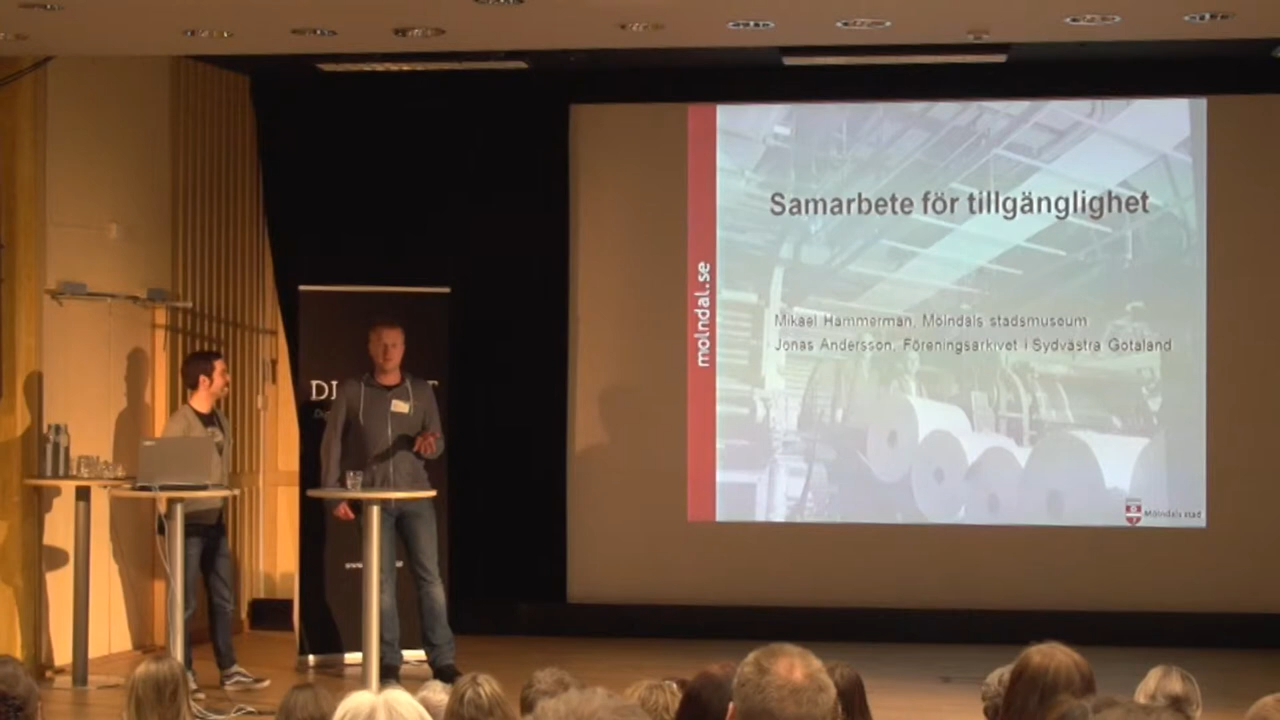 Samarbete för tillgänglighet
Mikael Hammerman, Mölndals stadsmuseum
Jonas Andersson, Föreningsarkivet i Sydvästra Götaland
molndal.se
Mölndals stad